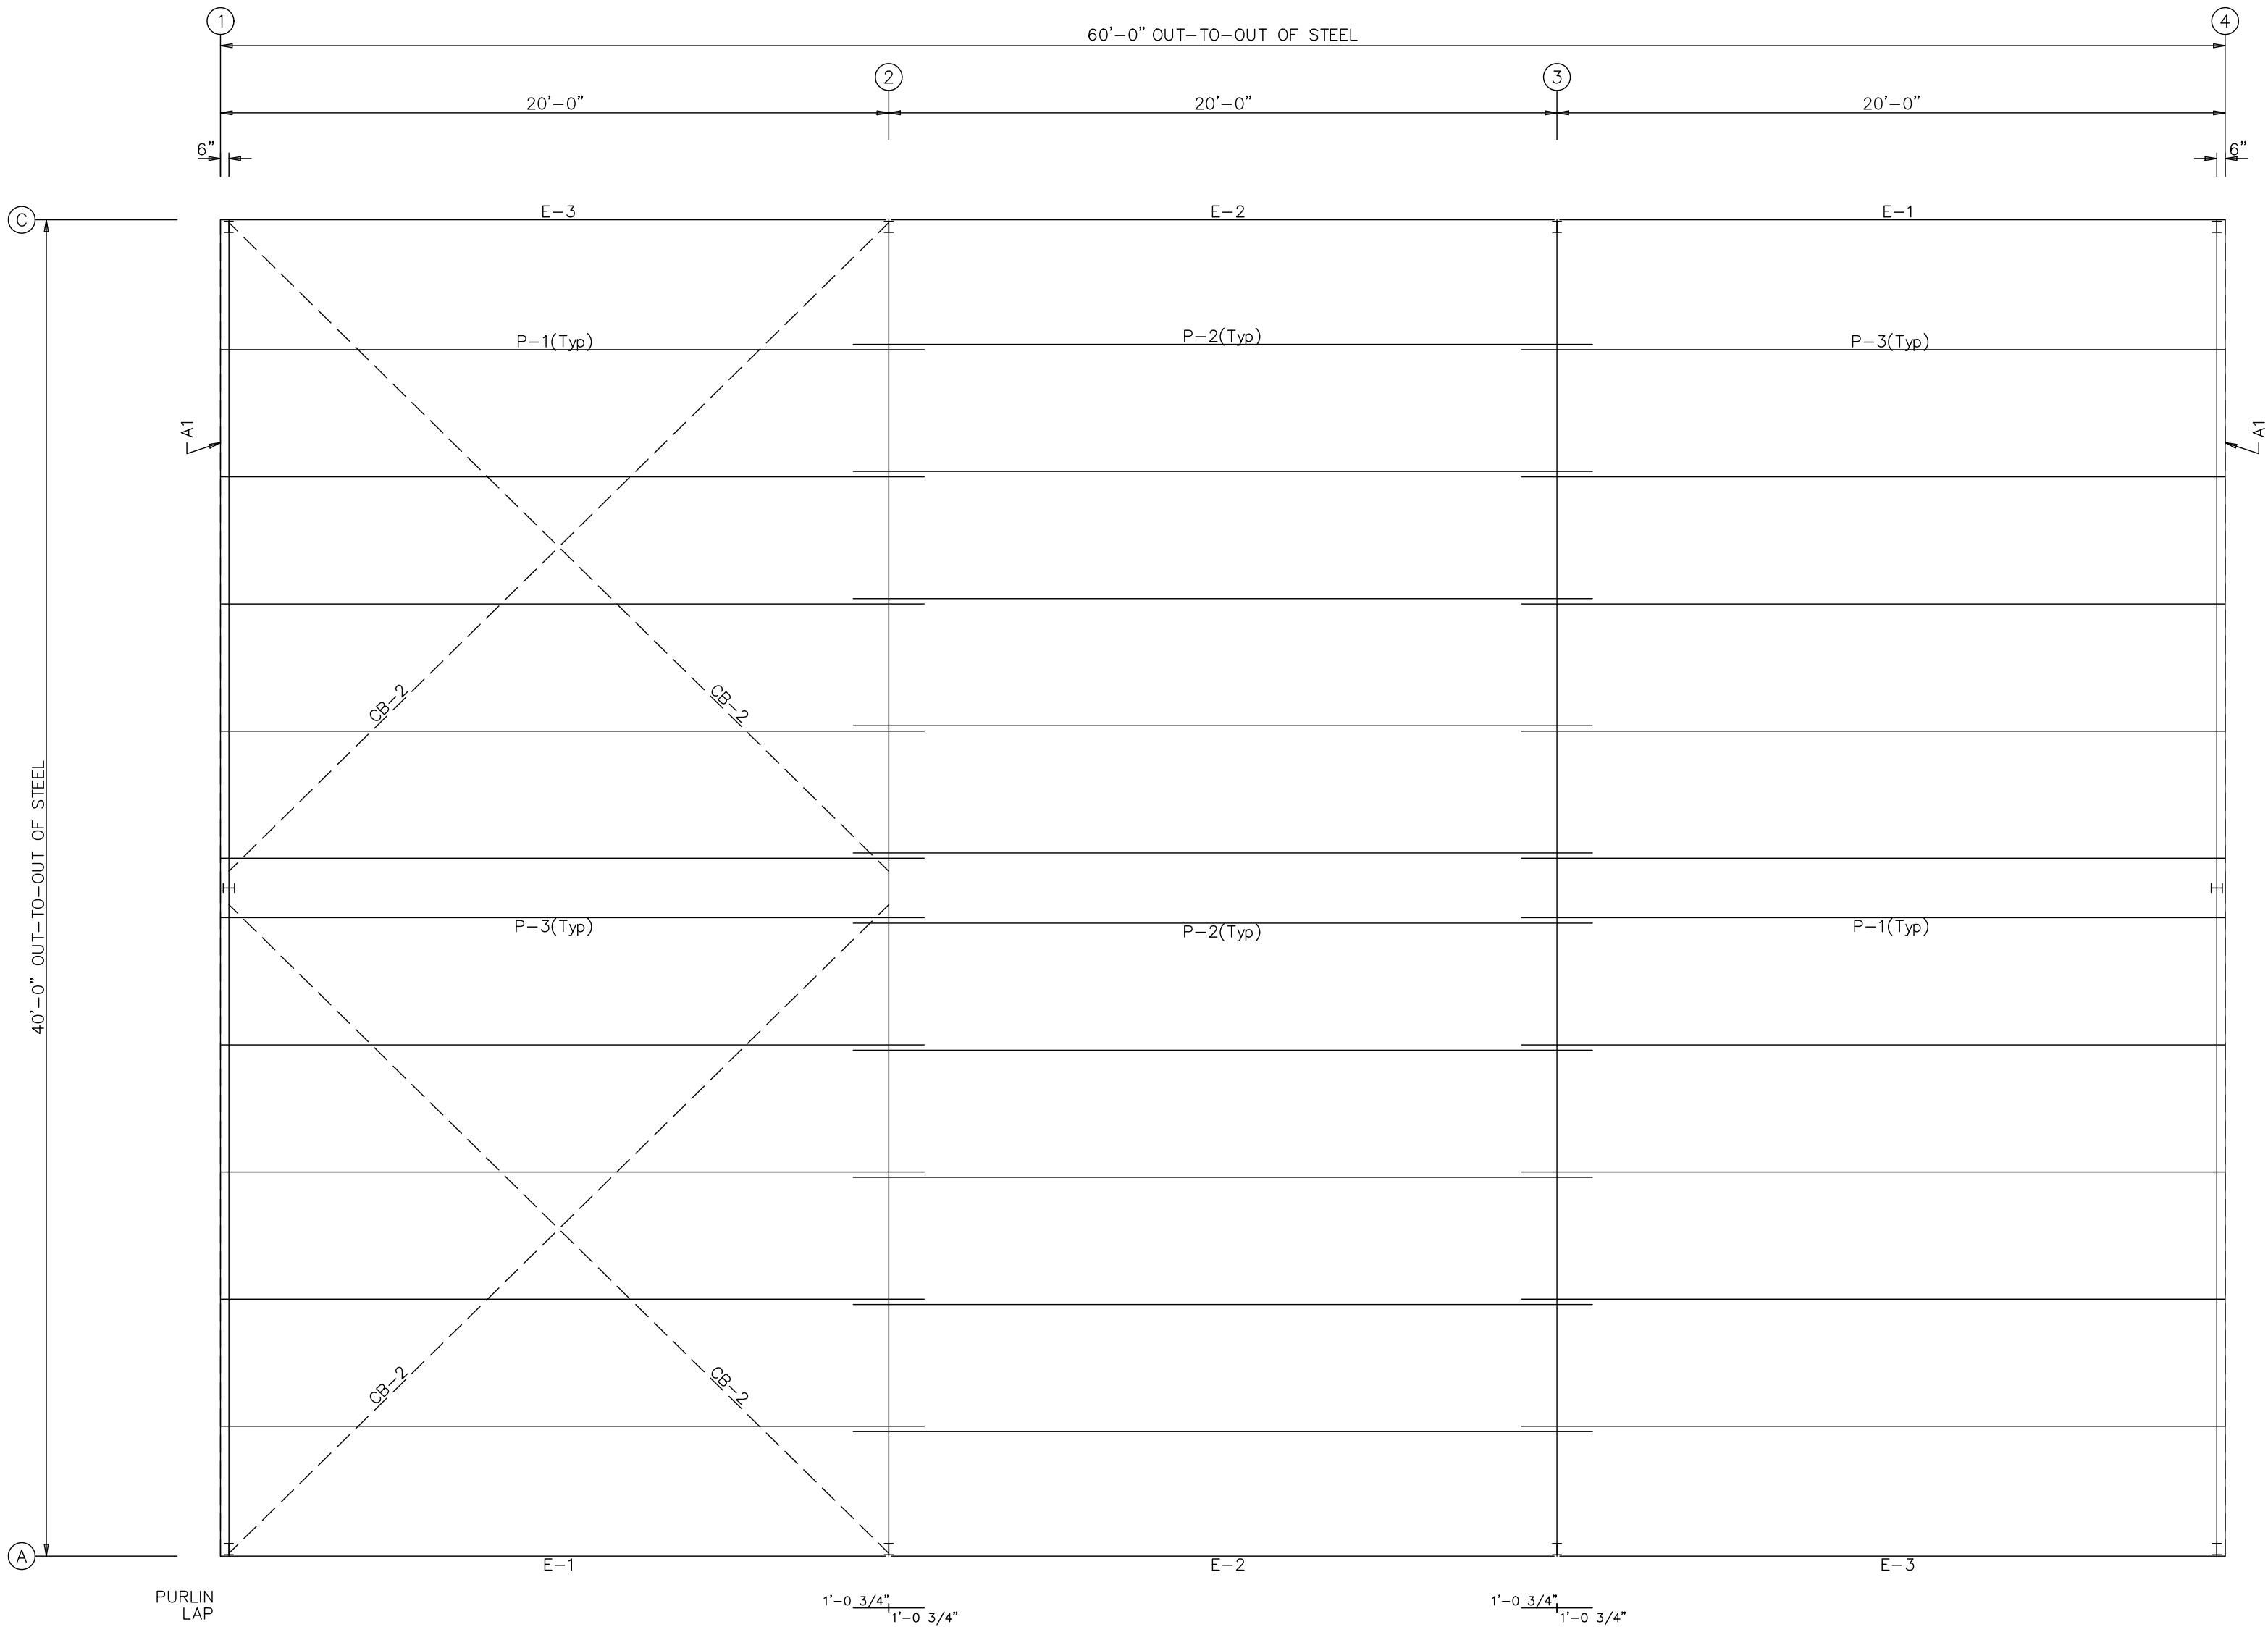 1
4
60'-0" OUT-TO-OUT OF STEEL
2
3
20'-0"
20'-0"
20'-0"
6"
6"
C
E-3
E-2
E-1
P-1(Typ)
P-2(Typ)
P-3(Typ)
A1
A1
CB-2
CB-2
40'-0" OUT-TO-OUT OF STEEL
P-3(Typ)
P-2(Typ)
P-1(Typ)
CB-2
CB-2
A
E-1
E-2
E-3
PURLIN
LAP
1'-0 3/4"
1'-0 3/4"
1'-0 3/4"
1'-0 3/4"